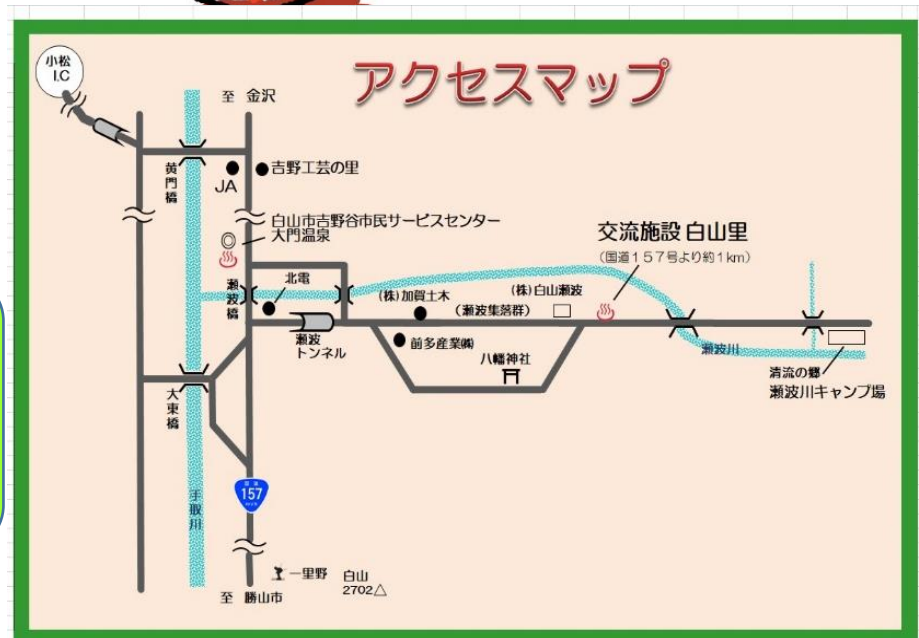 アクセスマップ
小松
I.C
至 金沢
黄門橋
JA
吉野工芸の里
白山市吉野谷市民サービスセンター
大門温泉
交流施設 白山里
(国道157号より約1km)
瀬波橋
北電
(株)加賀土木
(株)白山瀬波
(瀬波集落群)
瀬波
トンネル
前多産業㈱
八幡神社
瀬波川
清流の郷
瀬波川キャンプ場
大東橋
手取川
157
一里野
白山
2702△
至 勝山市